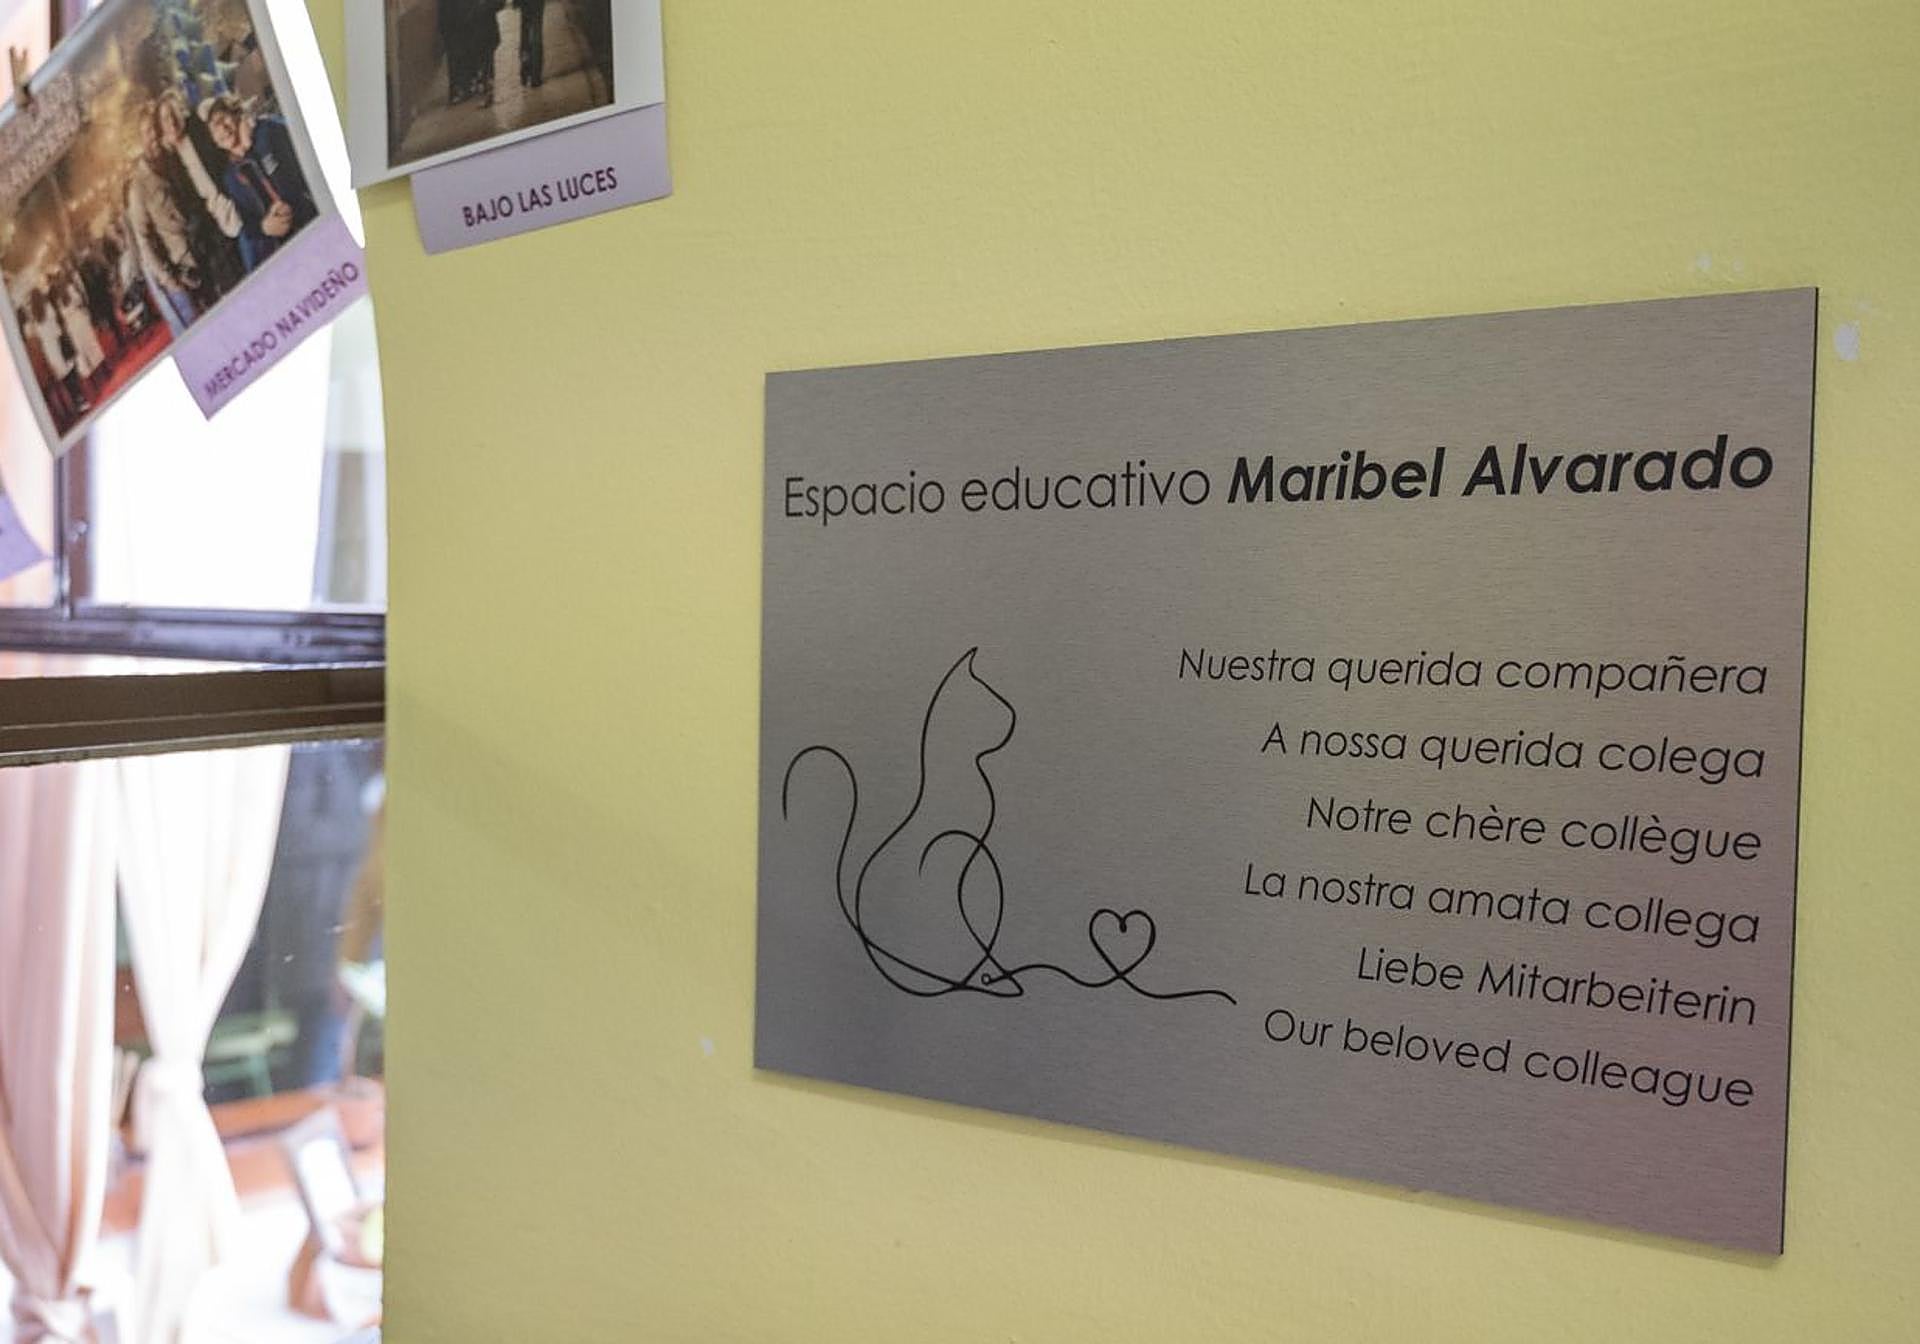 BAJO LAS LUCES
MERCADO NAVIDEÑO
Espacio educativo Maribel Alvarado
Nuestra querida compañera
A nossa querida colega
Notre chère collègue
La nostra amata collega
Liebe Mitarbeiterin
Our beloved colleague